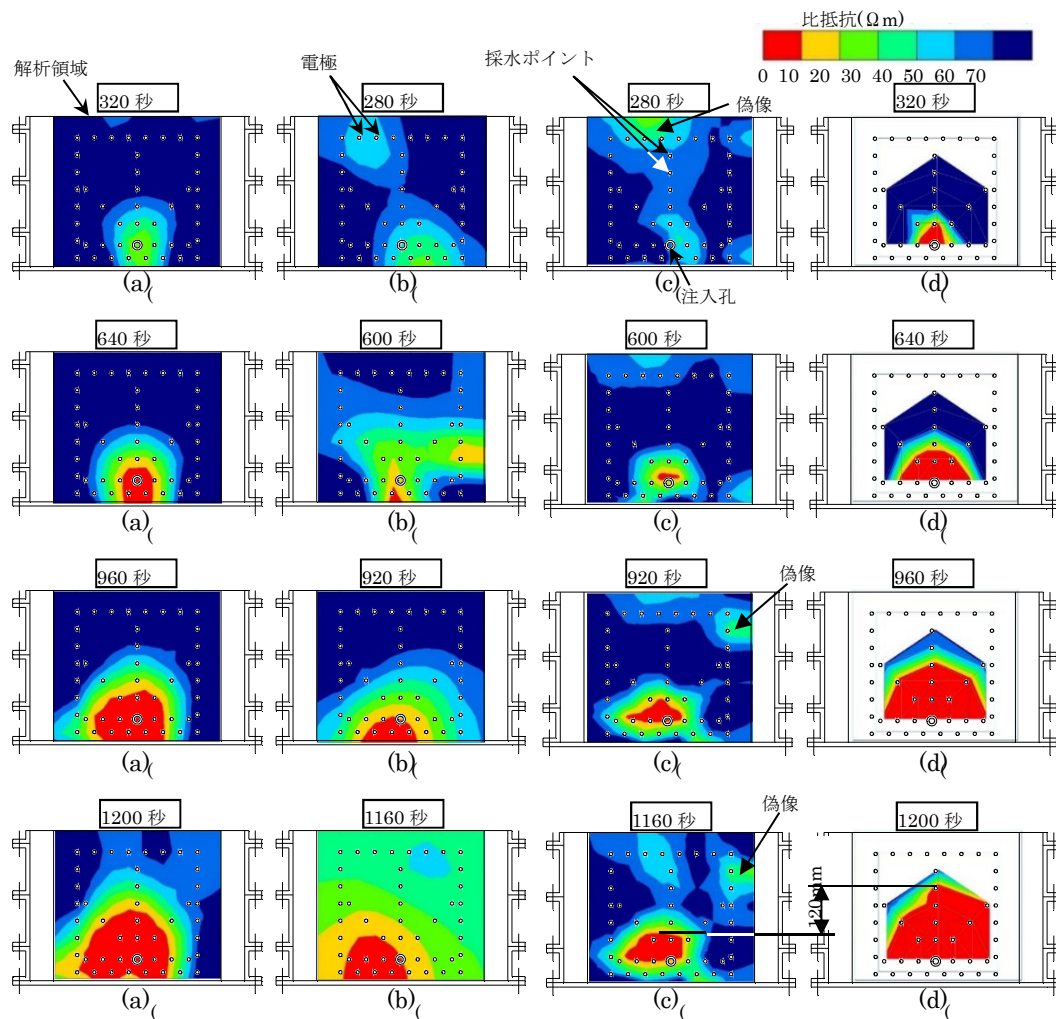 比抵抗(Ωm)
0 10 20 30 40 50 60 70
解析領域
電極
採水ポイント
320 秒
280 秒
280 秒
偽像
320 秒
(a)(
(b)(
(c)(
注入孔
(d)(
640 秒
600 秒
600 秒
640 秒
(a)(
(b)(
(c)(
(d)(
960 秒
920 秒
920 秒
偽像
960 秒
(a)(
(b)(
(c)(
(d)(
1200 秒
1160 秒
1160 秒
偽像
1200 秒
120mm
(a)(
(b)(
(c)(
(d)(